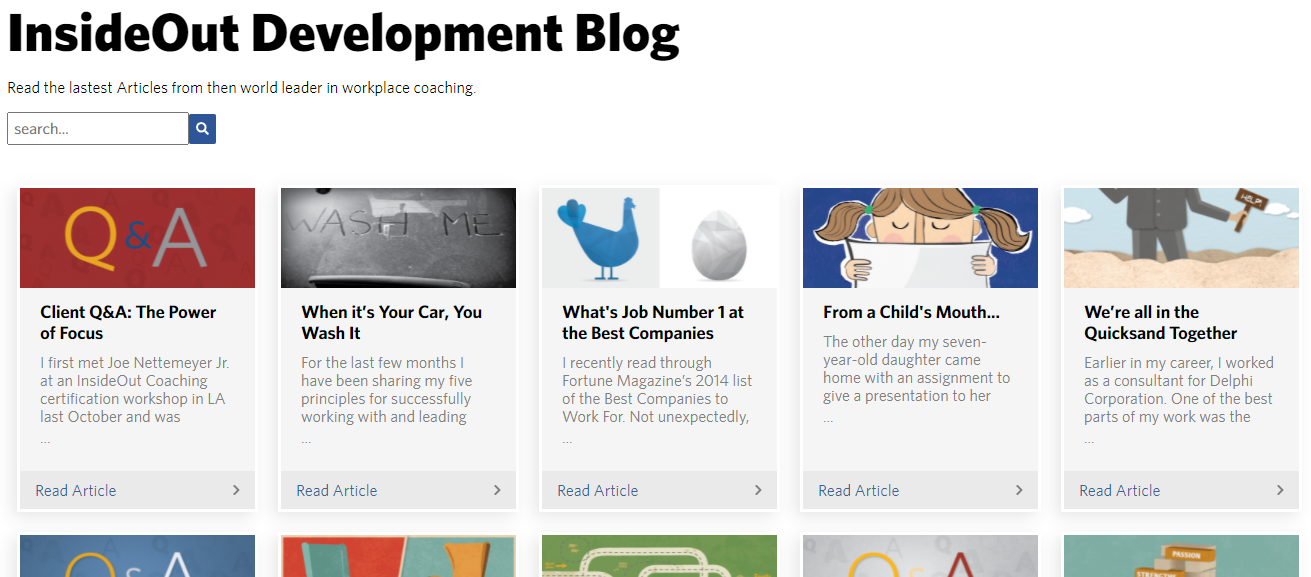 InsideOut Development Blog
Read the lastest Articles from then world leader in workplace coaching.
search...
Q & A
WASH ME
HELP!
Client Q&A: The Power
of Focus
I first met Joe Nettemeyer Jr.
at an InsideOut Coaching
certification workshop in LA
last October and was
...
Read Article
When it's Your Car, You
Wash It
For the last few months I
have been sharing my five
principles for successfully
working with and leading
...
Read Article
What's Job Number 1 at
the Best Companies
I recently read through
Fortune Magazine's 2014 list
of the Best Companies to
Work For. Not unexpectedly,
...
Read Article
From a Child's Mouth...
The other day my seven-
year-old daughter came
home with an assignment to
give a presentation to her
...
Read Article
We're all in the
Quicksand Together
Earlier in my career, I worked
as a consultant for Delphi
Corporation. One of the best
parts of my work was the
...
Read Article
Q & A
Q & A
PASSION
STRENGTHS